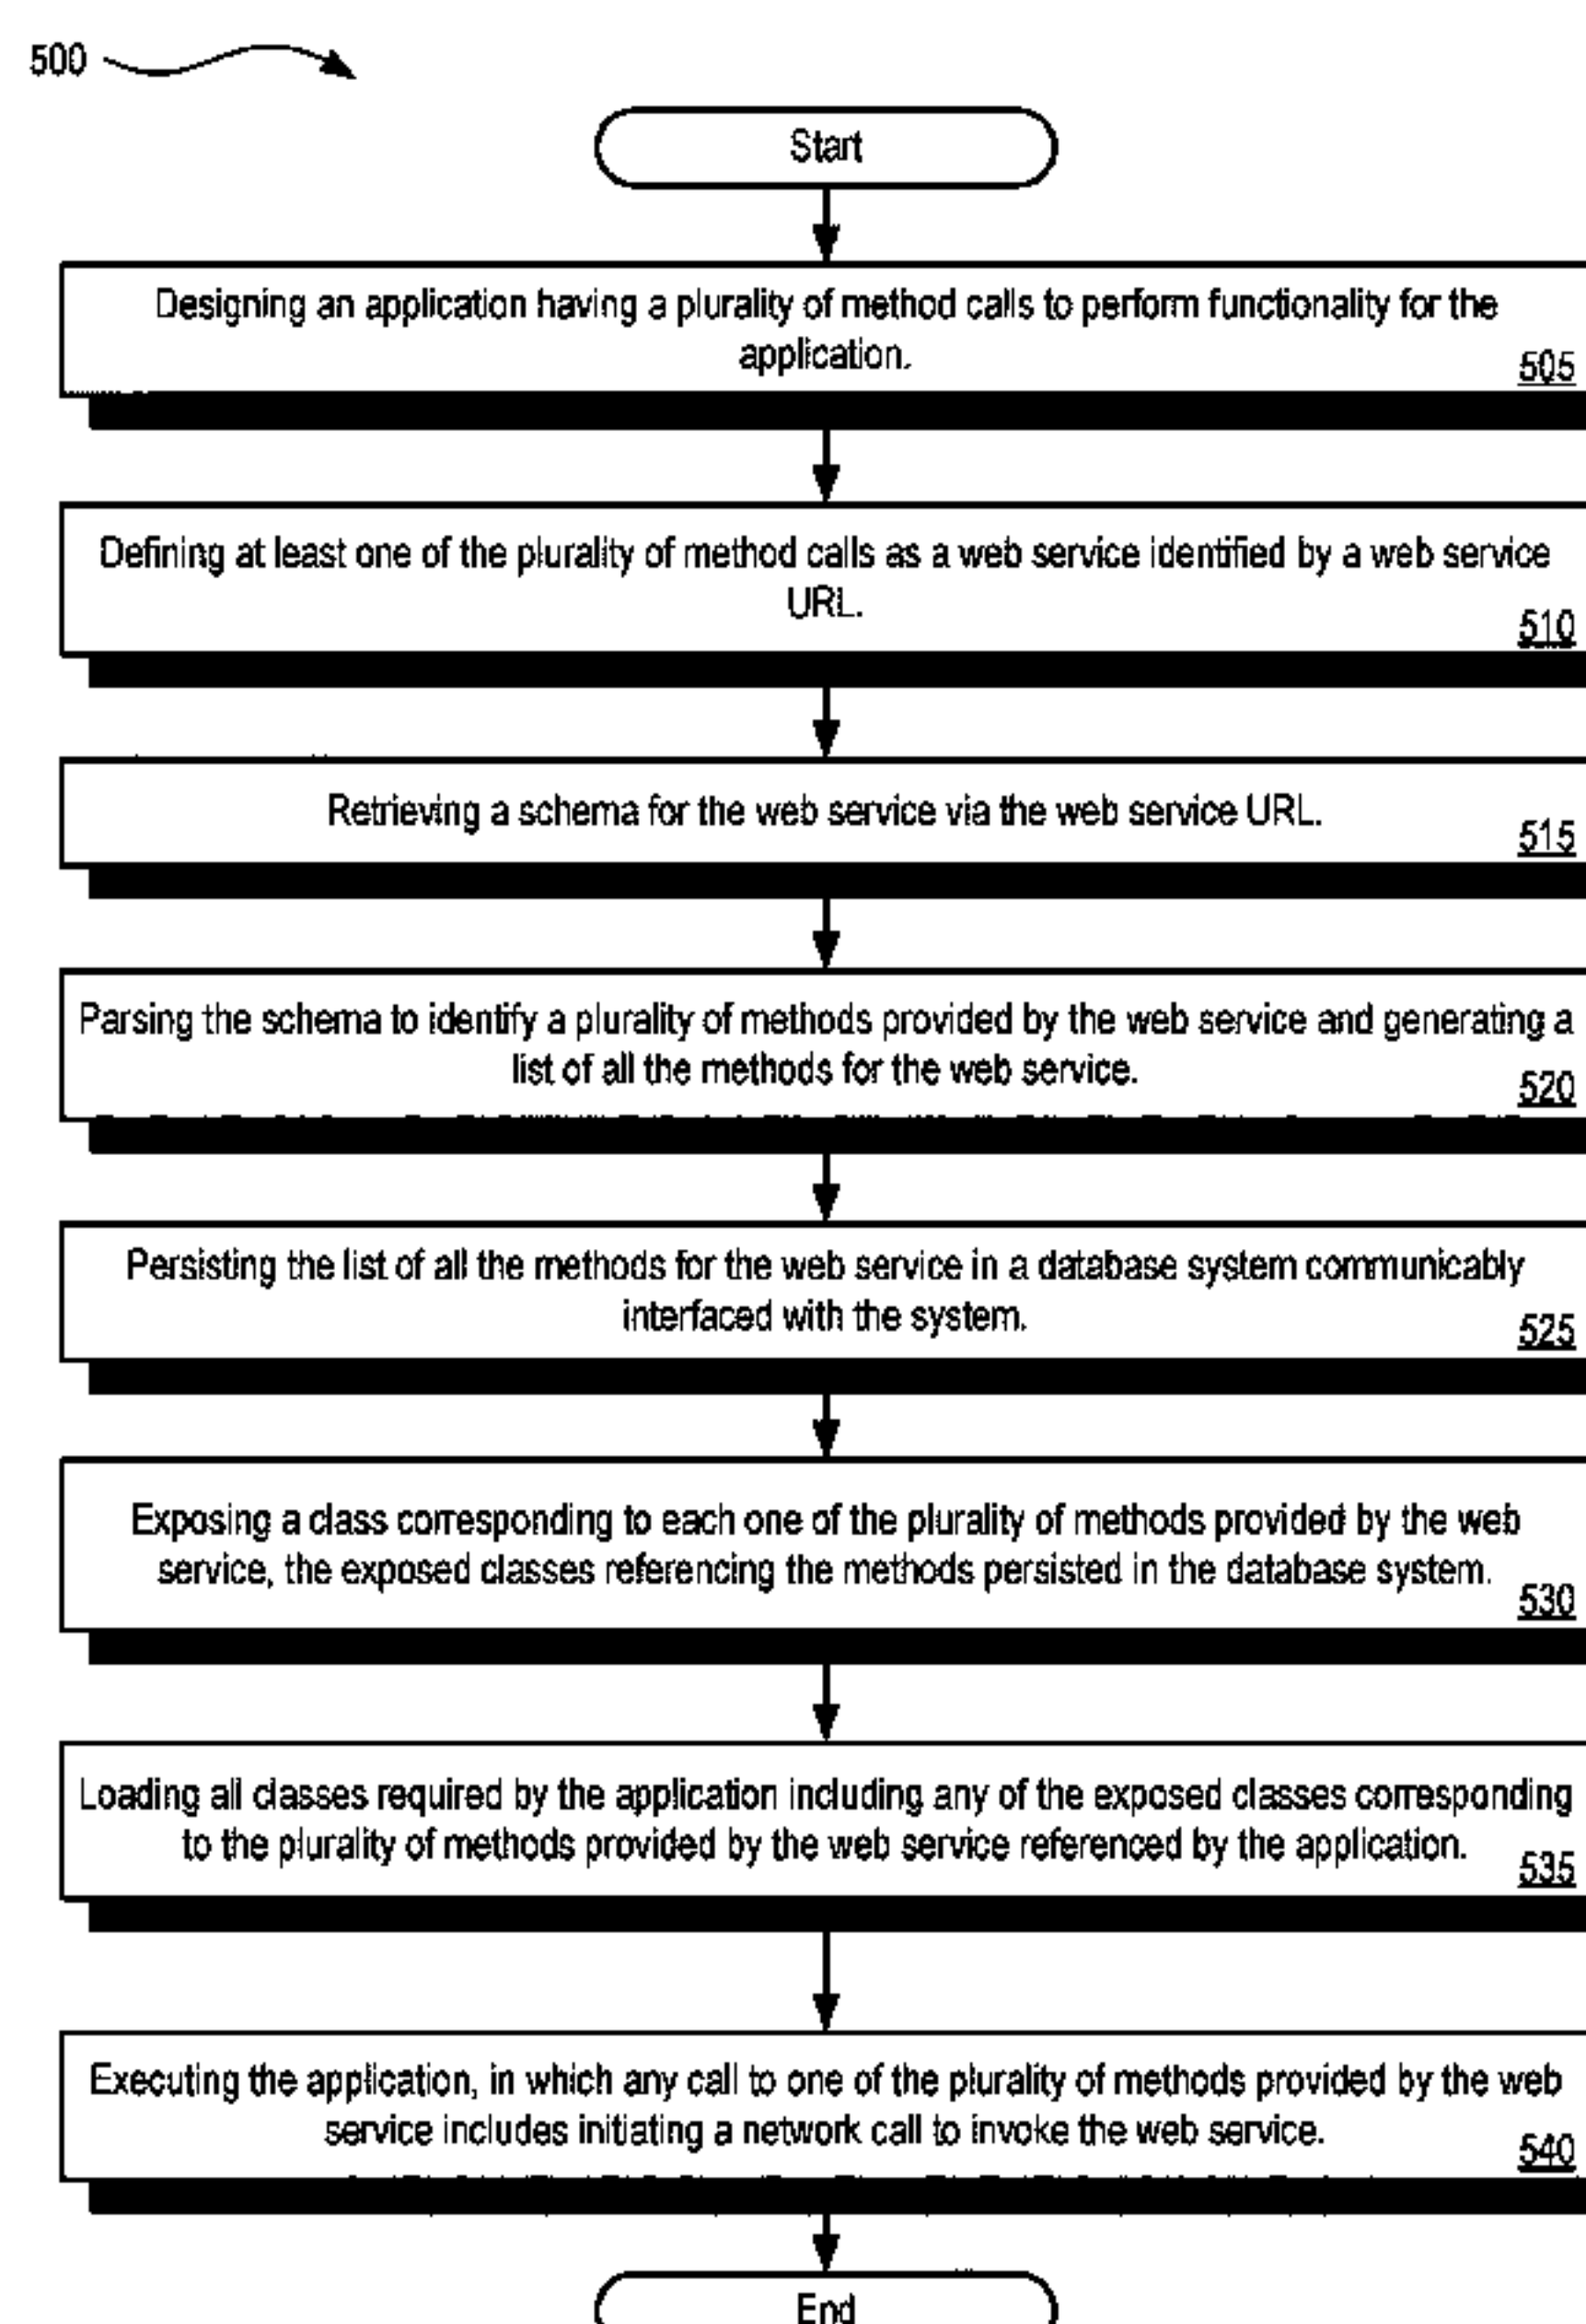 500
Start
Designing an application having a plurality of method calls to perform functionality for the
application.
505
Defining at least one of the plurality of method calls as a web service identified by a web service
URL.
510
Retrieving a schema for the web service via the web service URL.
515
Parsing the schema to identify a plurality of methods provided by the web service and generating a
list of all the methods for the web service.
520
Persisting the list of all the methods for the web service in a database system communicably
interfaced with the system.
525
Exposing a class corresponding to each one of the plurality of methods provided by the web
service, the exposed classes referencing the methods persisted in the database system.
530
Loading all classes required by the application including any of the exposed classes corresponding
to the plurality of methods provided by the web service referenced by the application.
535
Executing the application, in which any call to one of the plurality of methods provided by the web
service includes initiating a network call to invoke the web service.
540
End